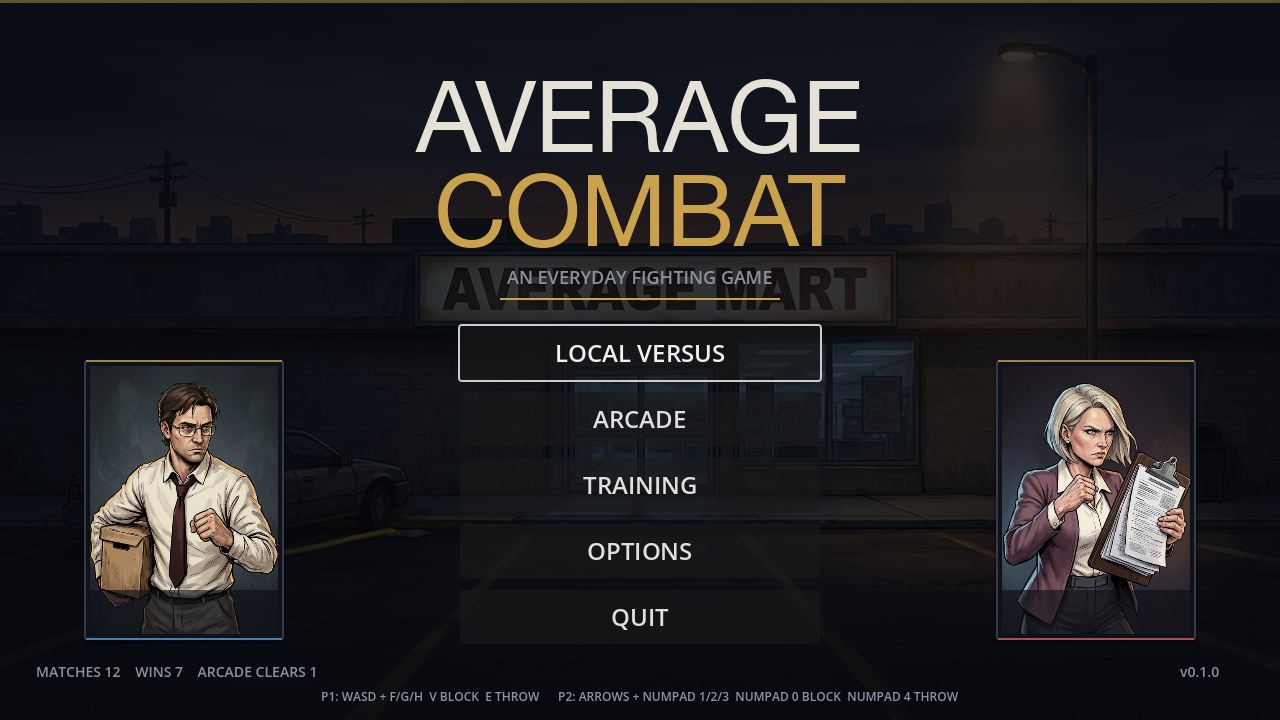 AVERAGE
COMBAT
AN EVERYDAY FIGHTING GAME
AVERAGE MART
LOCAL VERSUS
ARCADE
TRAINING
OPTIONS
QUIT
MATCHES 12 WINS 7 ARCADE CLEARS 1
v0.1.0
P1: WASD + F/G/H V BLOCK E THROW P2: ARROWS + NUMPAD 1/2/3 NUMPAD 0 BLOCK NUMPAD 4 THROW